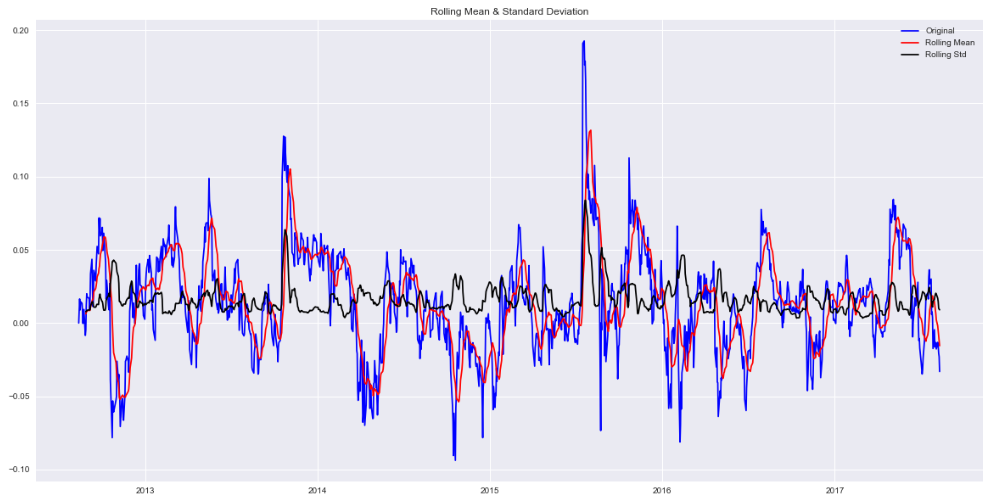 Rolling Mean & Standard Deviation
Original
Rolling Mean
Rolling Std
0.20
0.15
0.10
0.05
0.00
−0.05
−0.10
2013 2014 2015 2016 2017